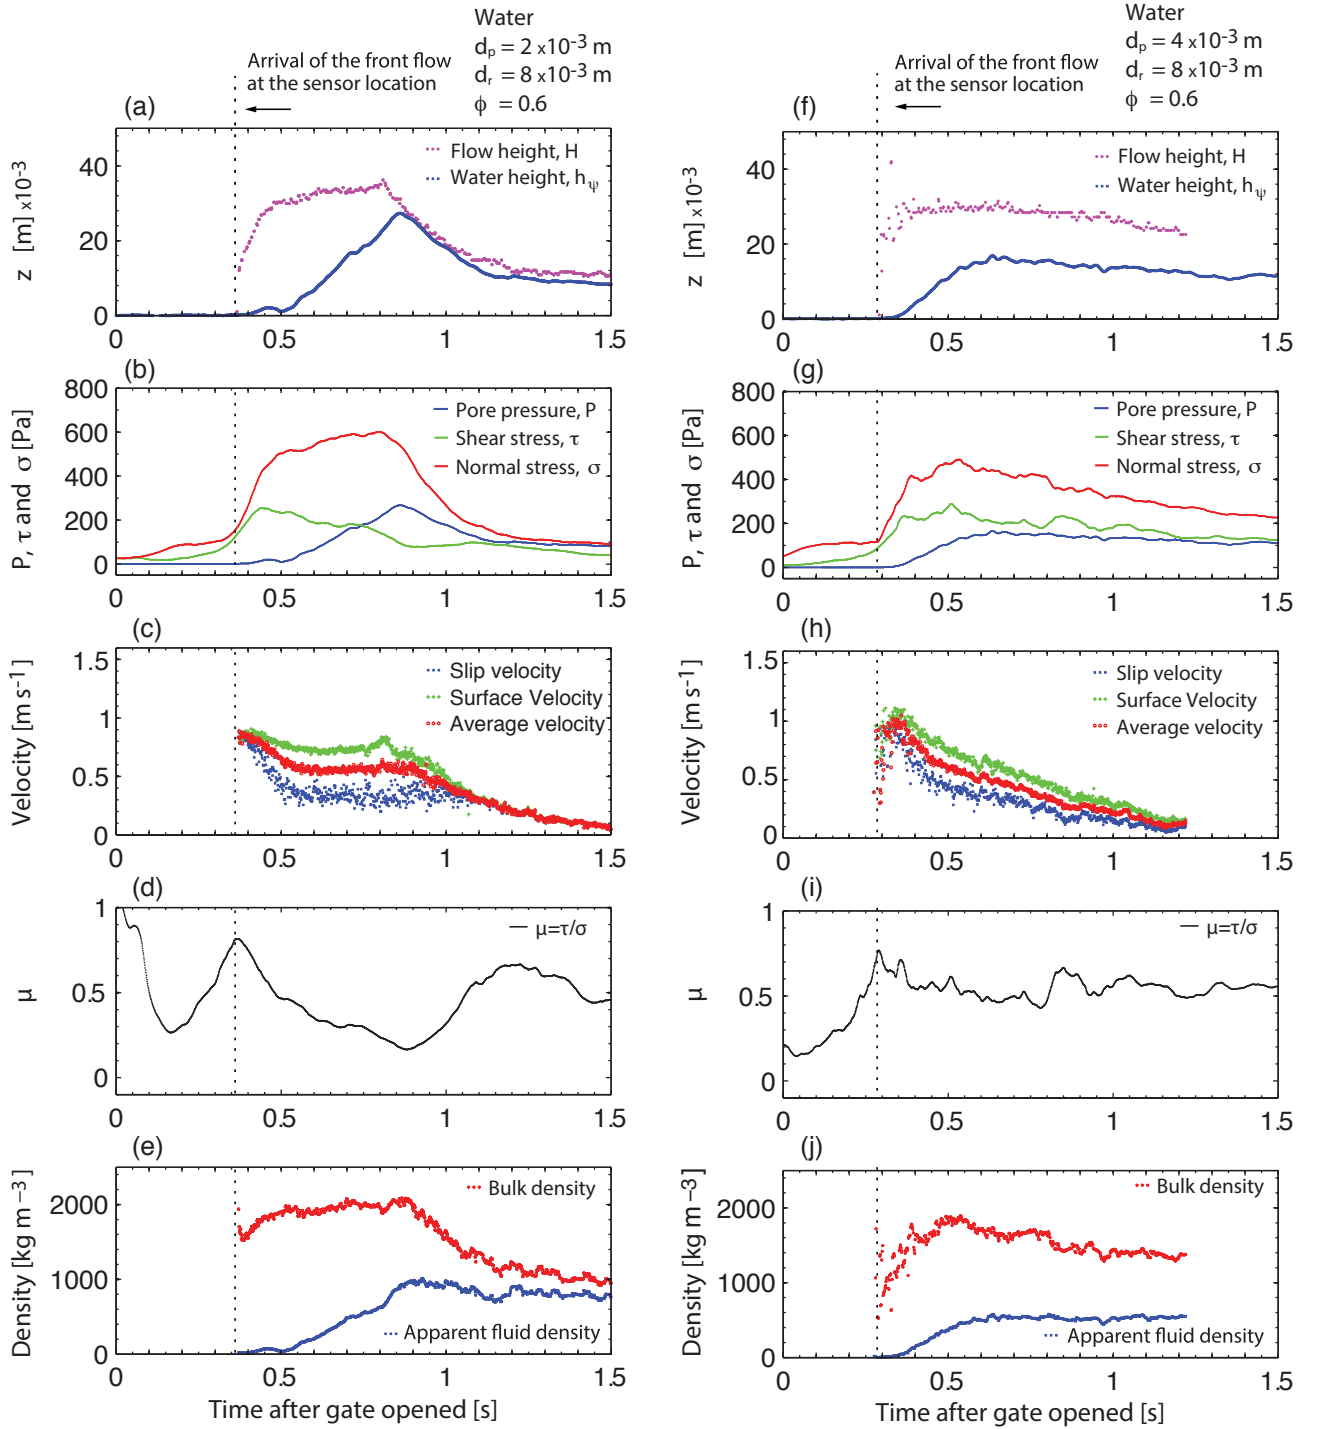 Water
d_p = 2 x10^-3 m
d_r = 8 x10^-3 m
ϕ = 0.6
Arrival of the front flow
at the sensor location
(a)
Flow height, H
Water height, h_ψ
z [m] x10^-3
40
20
0
0 0.5 1 1.5
(b)
Pore pressure, P
Shear stress, τ
Normal stress, σ
P, τ and σ [Pa]
800
600
400
200
0
0 0.5 1 1.5
(c)
Slip velocity
Surface Velocity
Average velocity
Velocity [m s^-1]
1.5
1
0.5
0
0 0.5 1 1.5
(d)
μ=τ/σ
μ
1
0.5
0
0 0.5 1 1.5
(e)
Bulk density
Apparent fluid density
Density [kg m^-3]
2000
1000
0
0 0.5 1 1.5
Time after gate opened [s]
Water
d_p = 4 x10^-3 m
d_r = 8 x10^-3 m
ϕ = 0.6
Arrival of the front flow
at the sensor location
(f)
Flow height, H
Water height, h_ψ
z [m] x10^-3
40
20
0
0 0.5 1 1.5
(g)
Pore pressure, P
Shear stress, τ
Normal stress, σ
P, τ and σ [Pa]
800
600
400
200
0
0 0.5 1 1.5
(h)
Slip velocity
Surface Velocity
Average velocity
Velocity [m s^-1]
1.5
1
0.5
0
0 0.5 1 1.5
(i)
μ=τ/σ
μ
1
0.5
0
0 0.5 1 1.5
(j)
Bulk density
Apparent fluid density
Density [kg m^-3]
2000
1000
0
0 0.5 1 1.5
Time after gate opened [s]